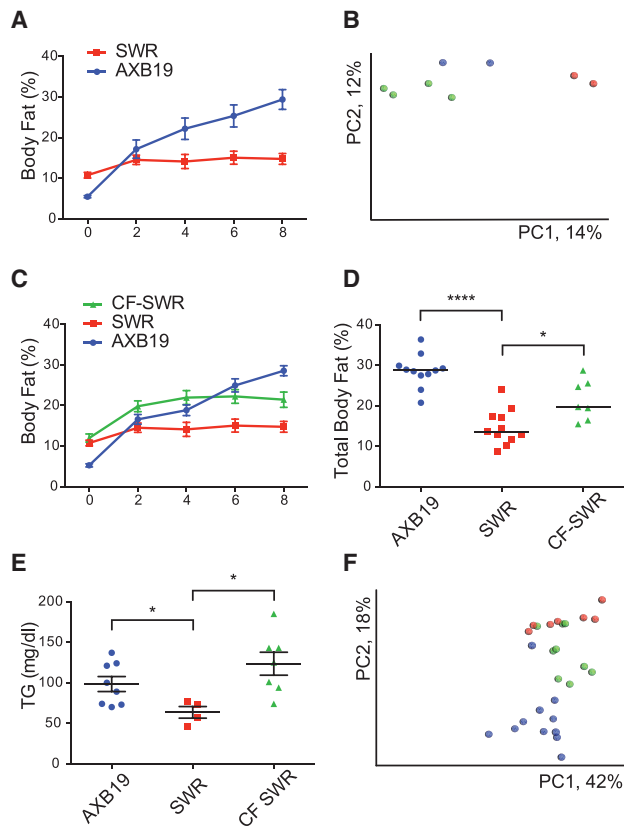 A
SWR
AXB19
Body Fat (%)
40
30
20
10
0
0 2 4 6 8
B
PC2, 12%
PC1, 14%
C
CF-SWR
SWR
AXB19
Body Fat (%)
40
30
20
10
0
0 2 4 6 8
D
**** 
*
Total Body Fat (%)
40
30
20
10
0
AXB19 SWR CF-SWR
E
*
*
TG (mg/dl)
200
150
100
50
0
AXB19 SWR CF SWR
F
PC2, 18%
PC1, 42%